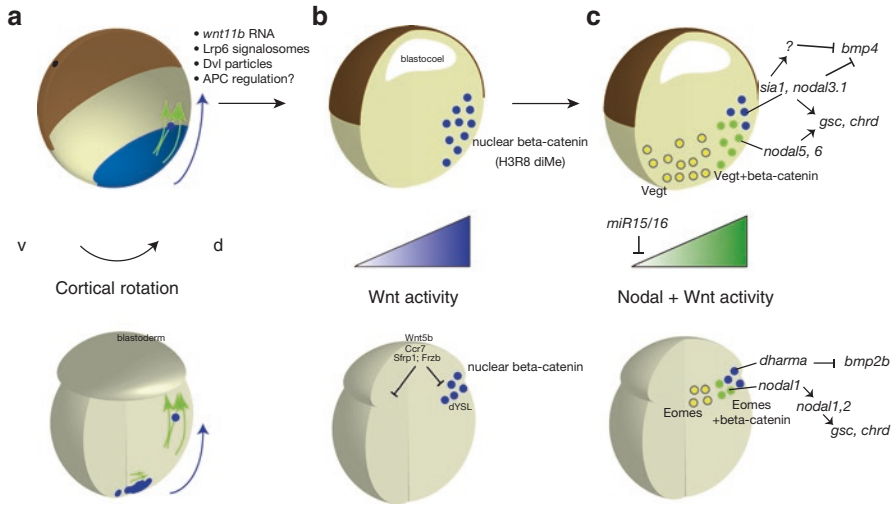 a
• wnt11b RNA
• Lrp6 signalosomes
• Dvl particles
• APC regulation?
b
blastocoel
nuclear beta-catenin
(H3R8 diMe)
c
?
bmp4
sia1, nodal3.1
gsc, chrd
nodal5, 6
Vegt+beta-catenin
Vegt
v
d
Cortical rotation
Wnt activity
miR15/16
Nodal + Wnt activity
blastoderm
Wnt5b
Ccr7
Sfrp1; Frzb
nuclear beta-catenin
dYSL
dharma
bmp2b
nodal1
Eomes
Eomes
+beta-catenin
nodal1,2
gsc, chrd